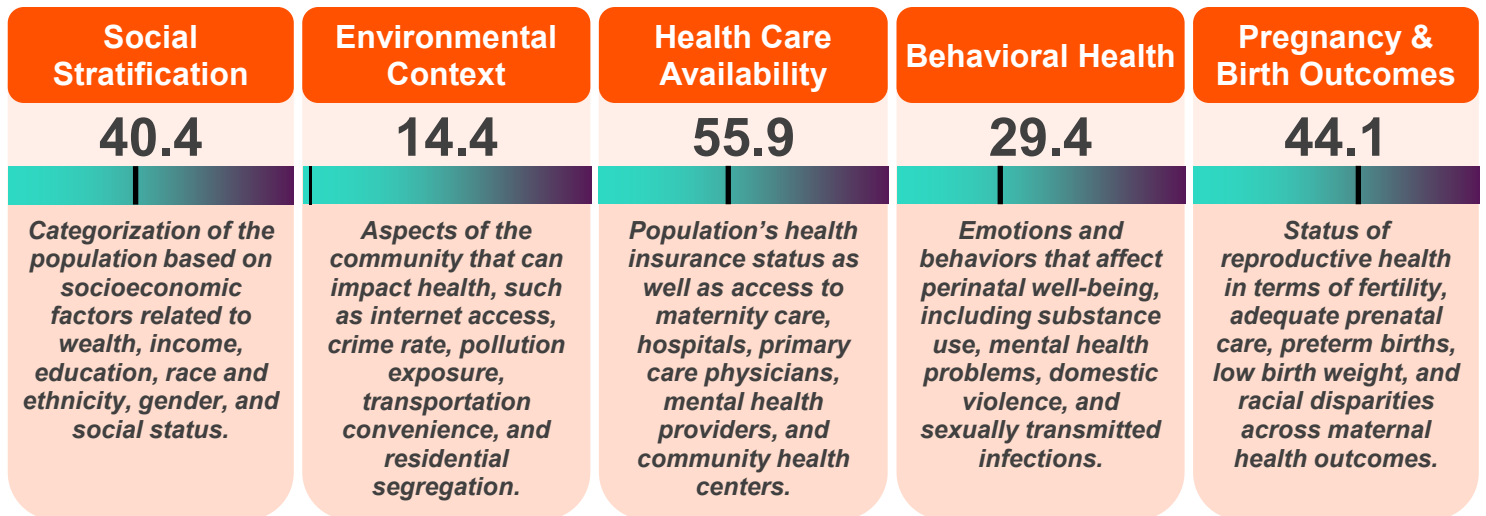 Social
Stratification
40.4
Categorization of the
population based on
socioeconomic
factors related to
wealth, income,
education, race and
ethnicity, gender, and
social status.
Environmental
Context
14.4
Aspects of the
community that can
impact health, such
as internet access,
crime rate, pollution
exposure,
transportation
convenience, and
residential
segregation.
Health Care
Availability
55.9
Population's health
insurance status as
well as access to
maternity care,
hospitals, primary
care physicians,
mental health
providers, and
community health
centers.
Behavioral Health
29.4
Emotions and
behaviors that affect
perinatal well-being,
including substance
use, mental health
problems, domestic
violence, and
sexually transmitted
infections.
Pregnancy &
Birth Outcomes
44.1
Status of
reproductive health
in terms of fertility,
adequate prenatal
care, preterm births,
low birth weight, and
racial disparities
across maternal
health outcomes.